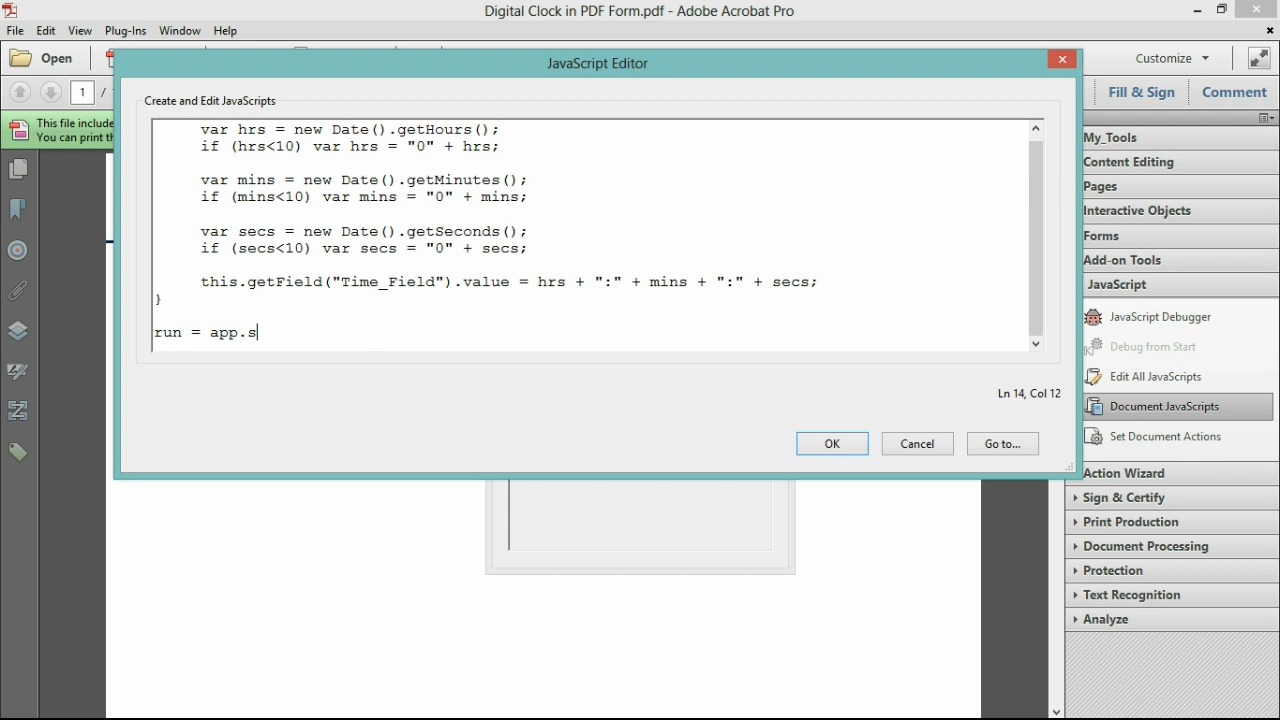 Digital Clock in PDF Form.pdf - Adobe Acrobat Pro
File Edit View Plug-Ins Window Help
Open
Customize
1 /
Fill & Sign
Comment
This file include
You can print th
JavaScript Editor
Create and Edit JavaScripts
var hrs = new Date().getHours();
if (hrs<10) var hrs = "0" + hrs;
var mins = new Date().getMinutes();
if (mins<10) var mins = "0" + mins;
var secs = new Date().getSeconds();
if (secs<10) var secs = "0" + secs;
this.getField("Time_Field").value = hrs + ":" + mins + ":" + secs;
}
run = app.s
Ln 14, Col 12
OK
Cancel
Go to...
My_Tools
Content Editing
Pages
Interactive Objects
Forms
Add-on Tools
JavaScript
JavaScript Debugger
Debug from Start
Edit All JavaScripts
Document JavaScripts
Set Document Actions
Action Wizard
Sign & Certify
Print Production
Document Processing
Protection
Text Recognition
Analyze